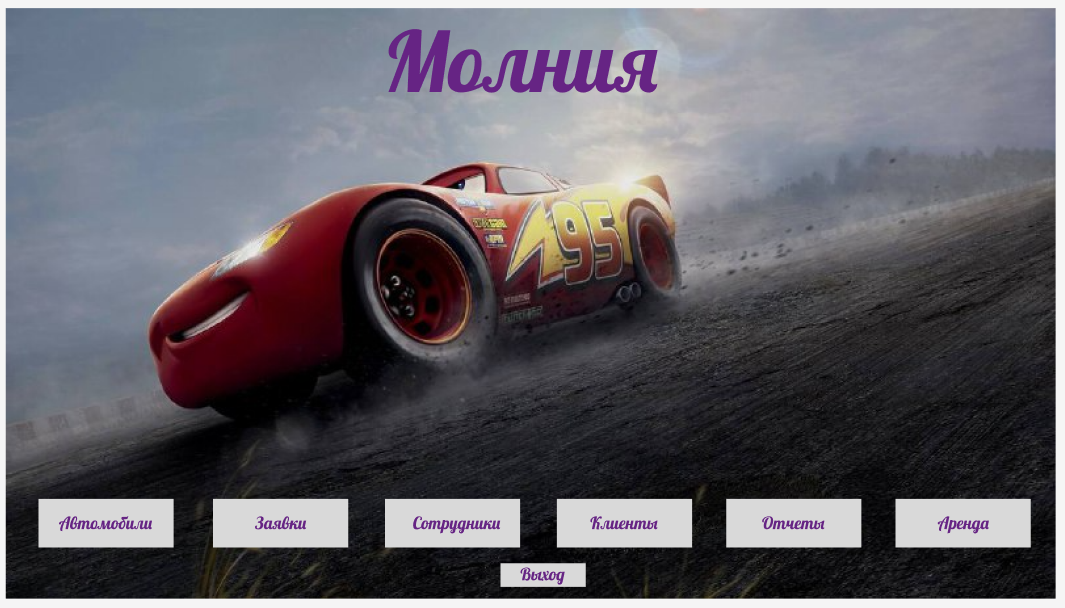 Молния
95
Автомобили
Заявки
Сотрудники
Клиенты
Отчеты
Аренда
Выход